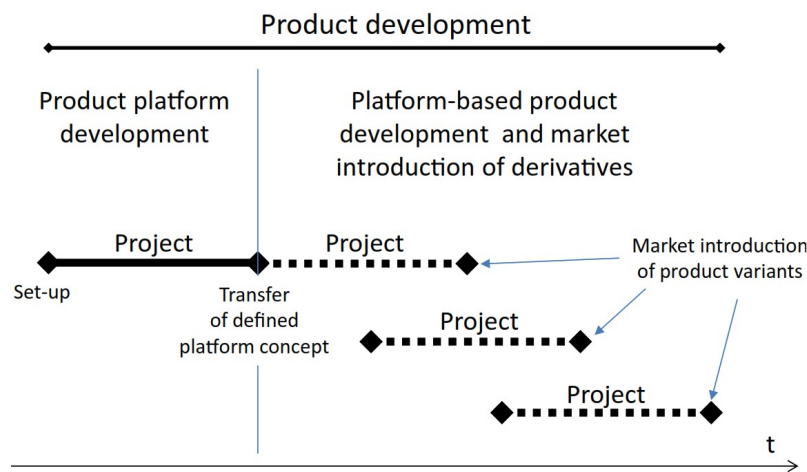 Product development
Product platform
development
Platform-based product
development and market
introduction of derivatives
Project
Project
Market introduction
of product variants
Set-up
Transfer
of defined
platform concept
Project
Project
t